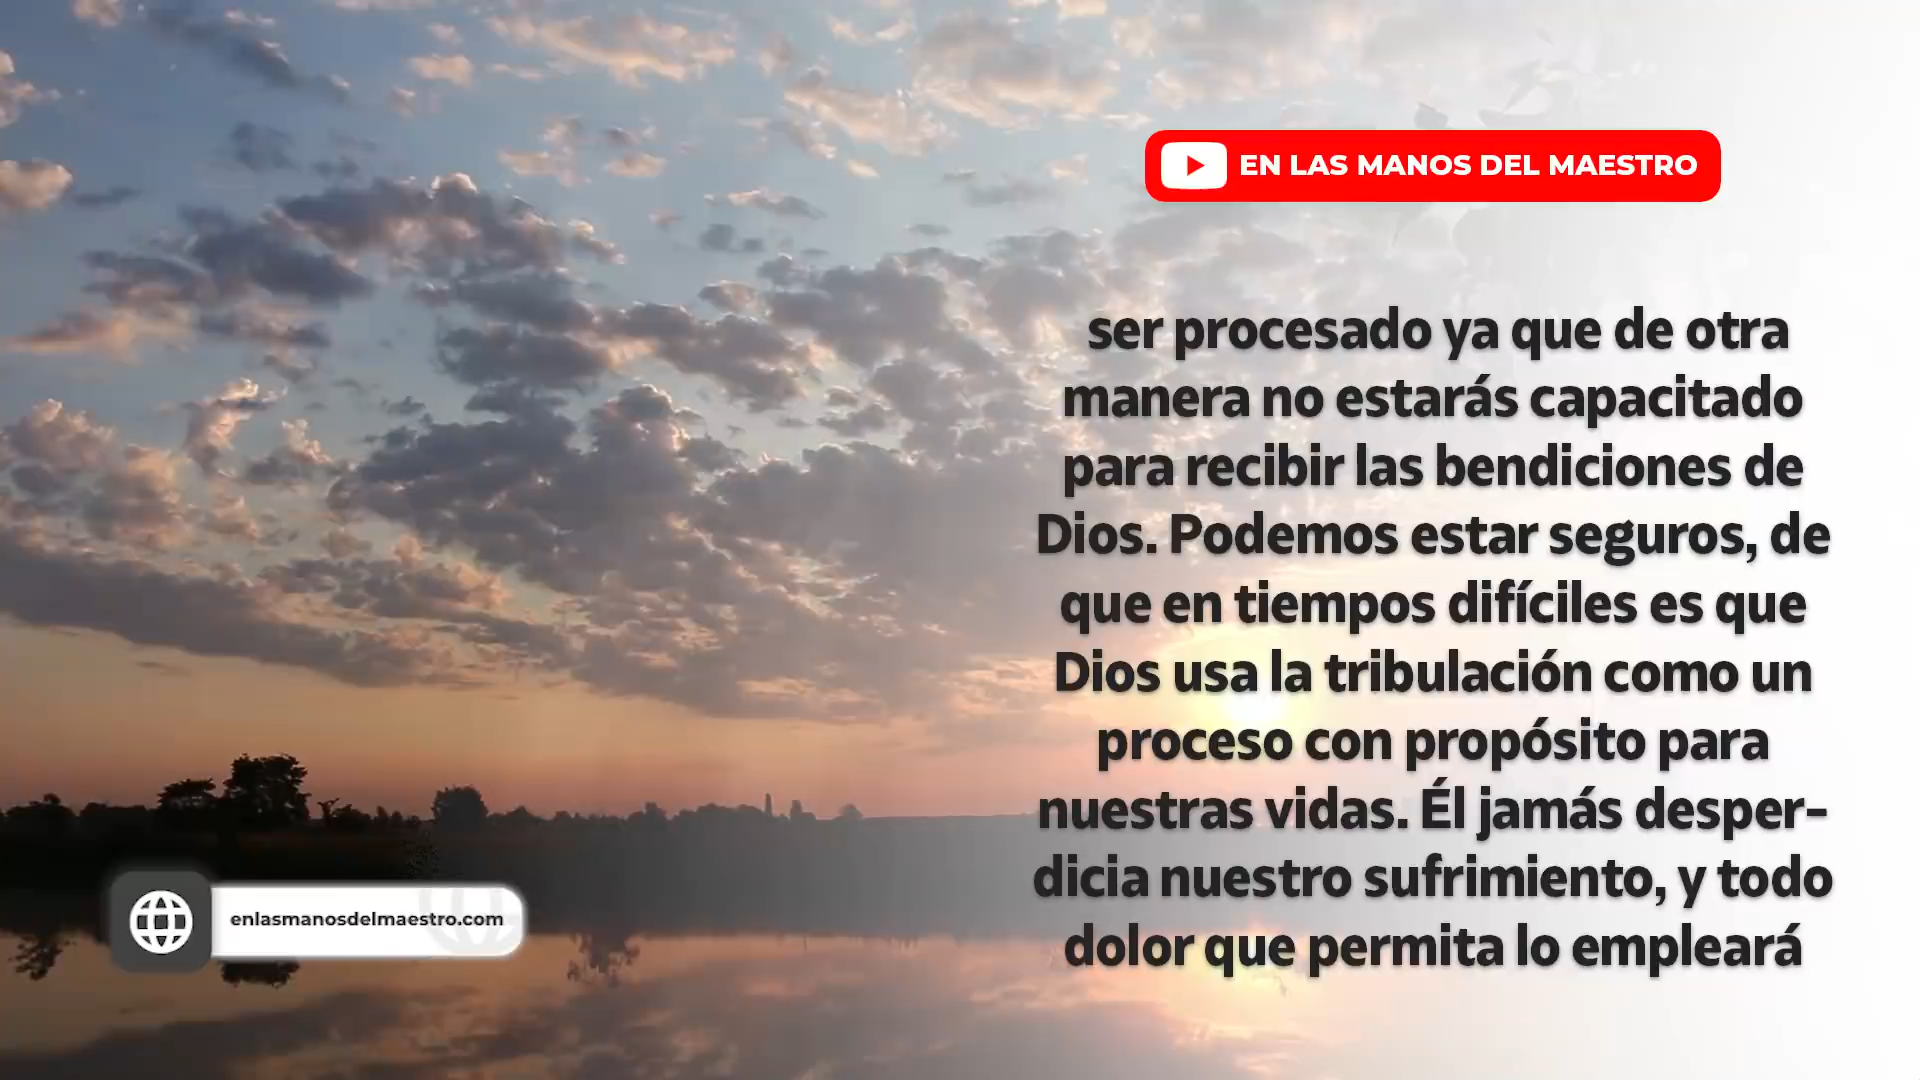 EN LAS MANOS DEL MAESTRO
ser procesado ya que de otra
manera no estarás capacitado
para recibir las bendiciones de
Dios. Podemos estar seguros, de
que en tiempos difíciles es que
Dios usa la tribulación como un
proceso con propósito para
nuestras vidas. Él jamás desper-
dicia nuestro sufrimiento, y todo
dolor que permita lo empleará
enlasmanosdelmaestro.com